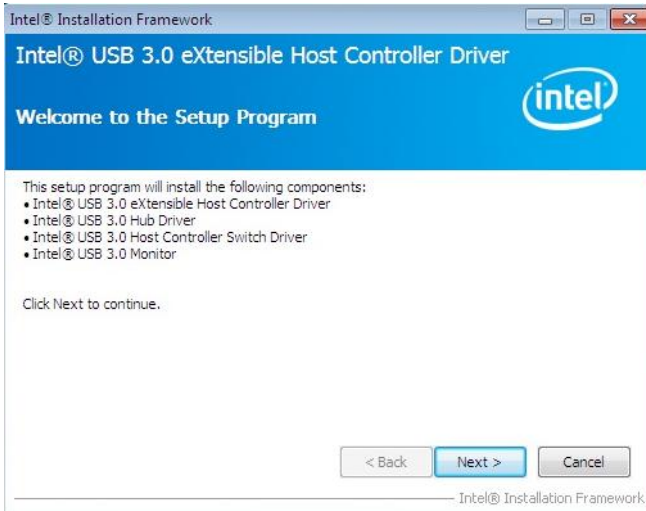 Intel® Installation Framework
Intel® USB 3.0 eXtensible Host Controller Driver
intel
Welcome to the Setup Program
This setup program will install the following components:
• Intel® USB 3.0 eXtensible Host Controller Driver
• Intel® USB 3.0 Hub Driver
• Intel® USB 3.0 Host Controller Switch Driver
• Intel® USB 3.0 Monitor
Click Next to continue.
< Back Next > Cancel
Intel® Installation Framework